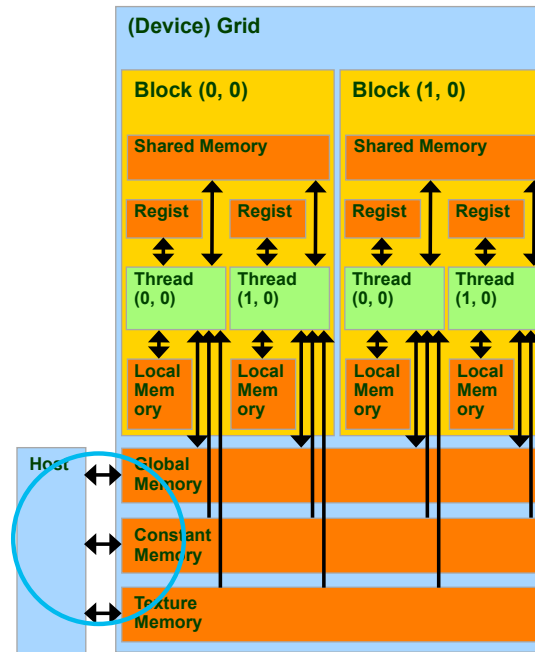 (Device) Grid
Block (0, 0)
Block (1, 0)
Shared Memory
Shared Memory
Regist
Regist
Regist
Regist
Thread
(0, 0)
Thread
(1, 0)
Thread
(0, 0)
Thread
(1, 0)
Local
Mem
ory
Local
Mem
ory
Local
Mem
ory
Local
Mem
ory
Host
Global
Memory
Constant
Memory
Texture
Memory